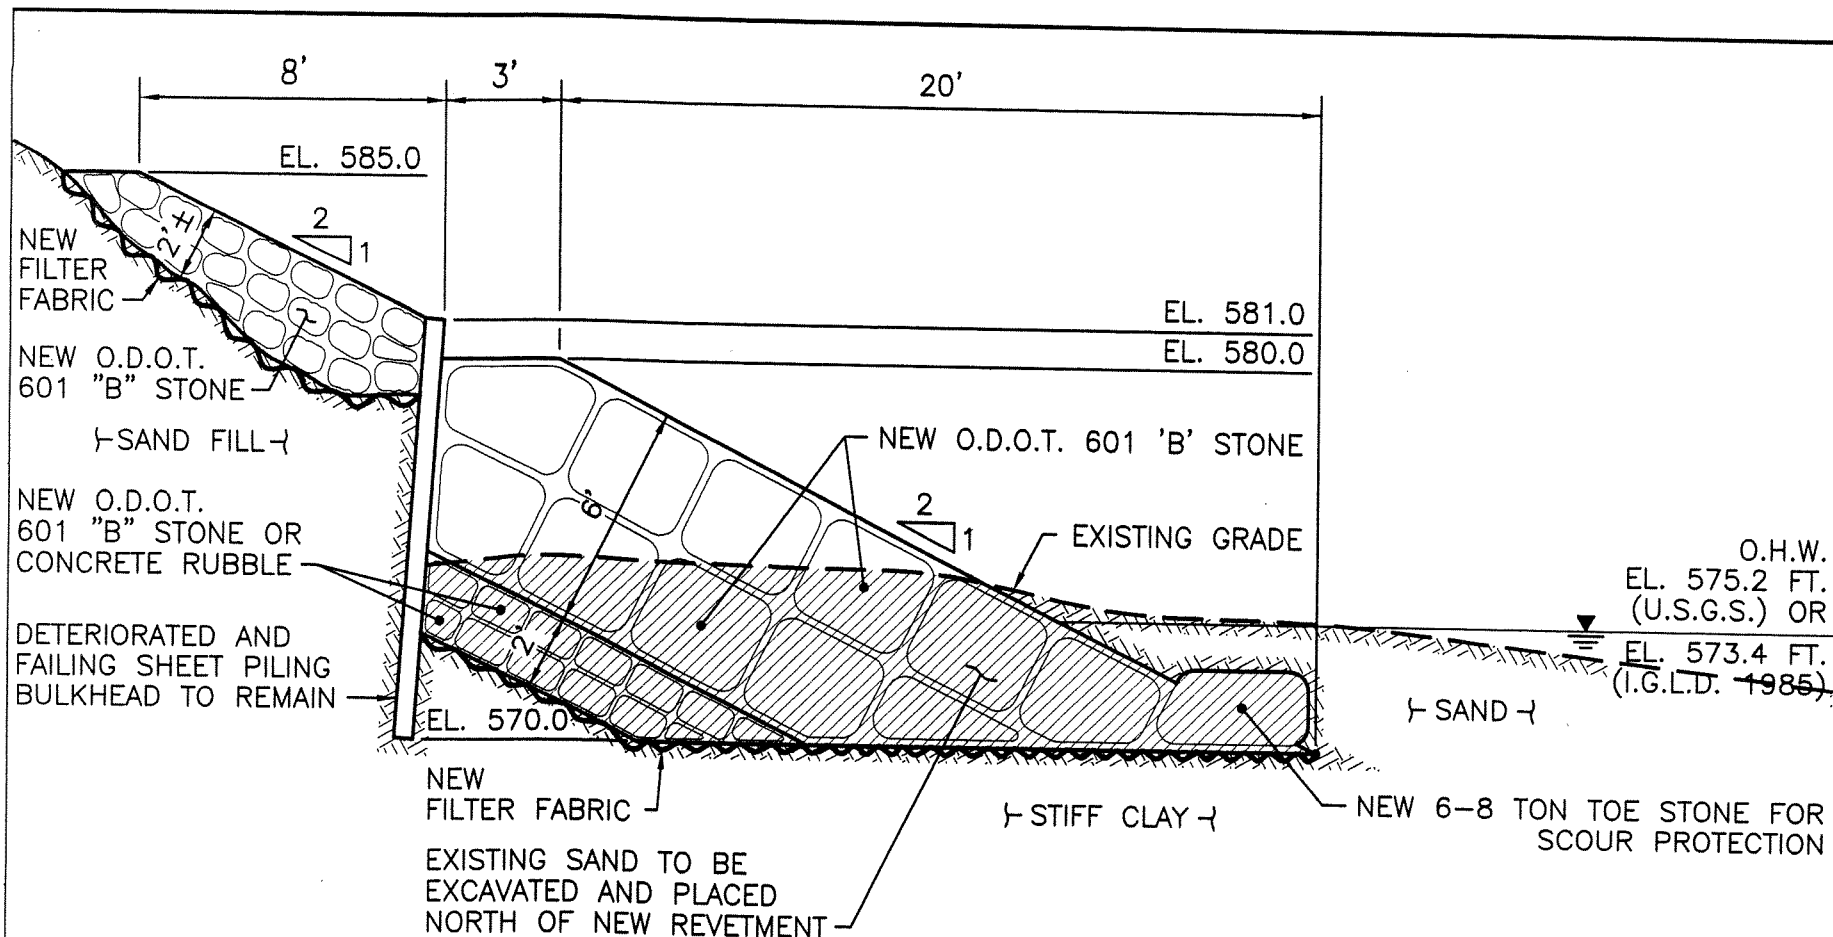 8'
3'
20'
EL. 585.0
2
1
2' ±
NEW
FILTER
FABRIC
EL. 581.0
EL. 580.0
NEW O.D.O.T.
601 "B" STONE
SAND FILL
NEW O.D.O.T. 601 'B' STONE
6'
2
1
NEW O.D.O.T.
601 "B" STONE OR
CONCRETE RUBBLE
EXISTING GRADE
O.H.W.
EL. 575.2 FT.
(U.S.G.S.) OR
EL. 573.4 FT.
(I.G.L.D. 1985)
2'
DETERIORATED AND
FAILING SHEET PILING
BULKHEAD TO REMAIN
EL. 570.0
SAND
NEW
FILTER FABRIC
STIFF CLAY
NEW 6-8 TON TOE STONE FOR
SCOUR PROTECTION
EXISTING SAND TO BE
EXCAVATED AND PLACED
NORTH OF NEW REVETMENT